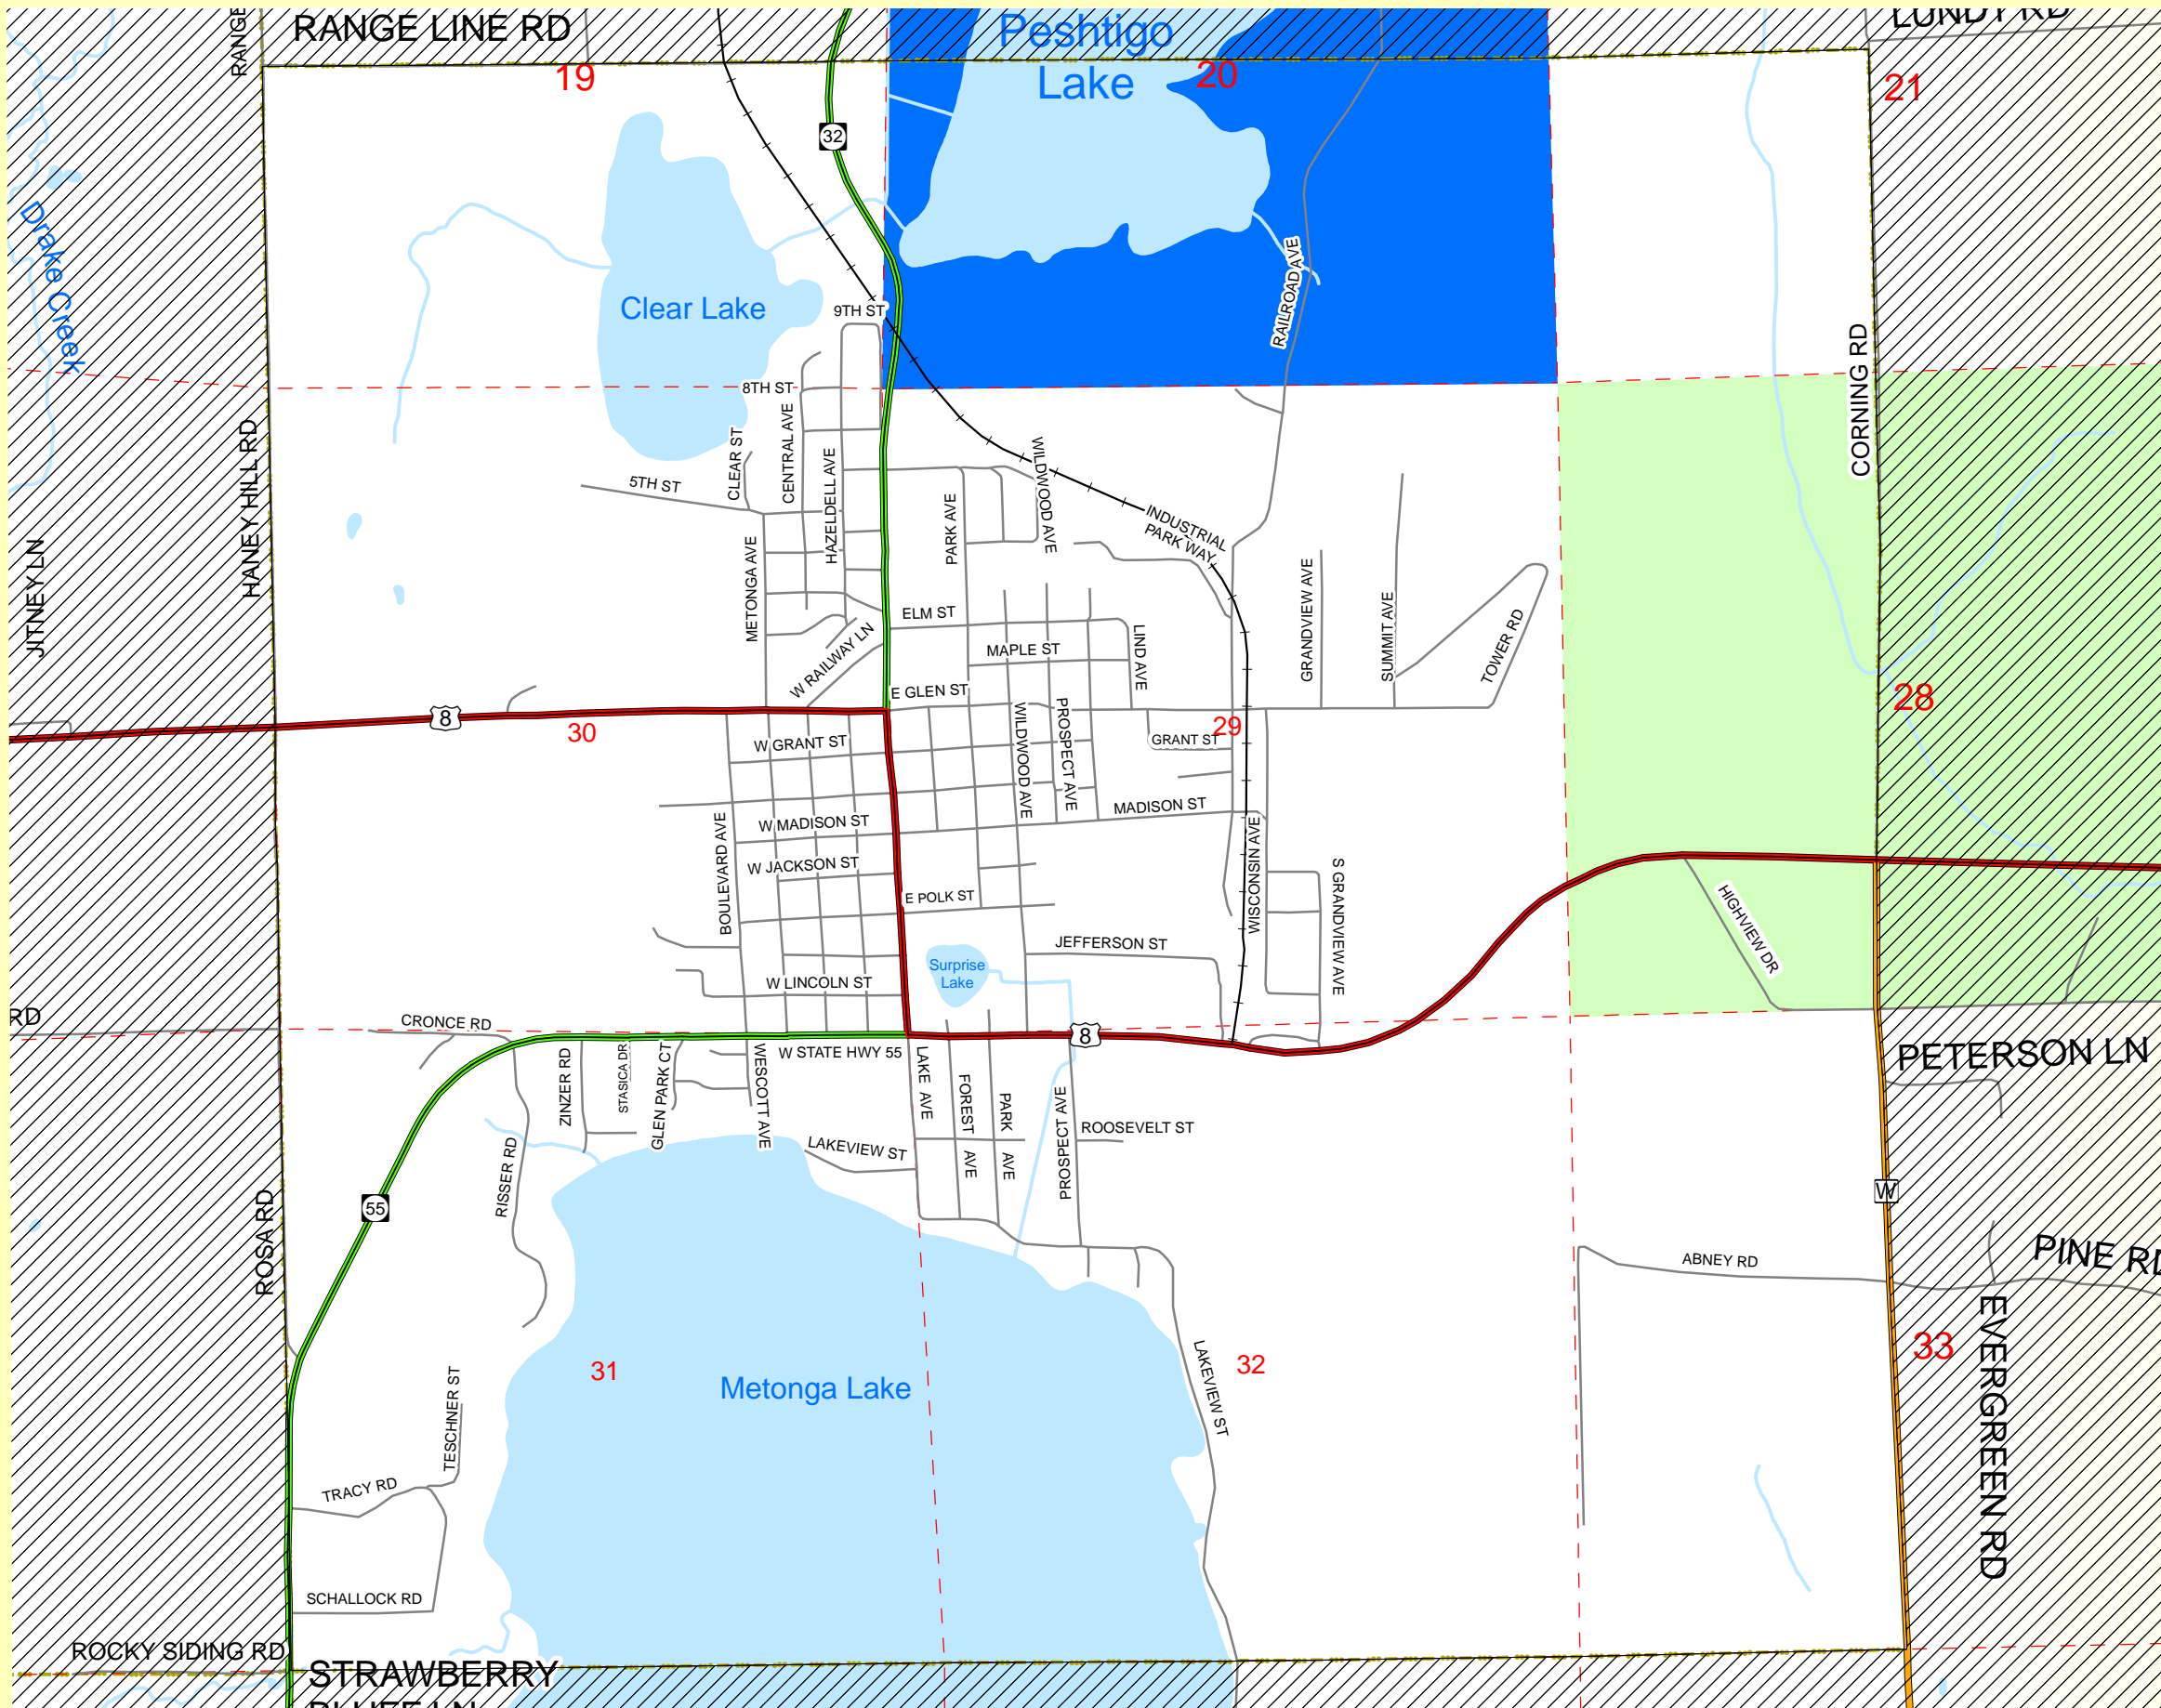 RANGE LINE RD
RANGE
Peshtigo
Lake
LUNDY RD
19
20
21
32
Drake Creek
Clear Lake
9TH ST
RAILROAD AVE
8TH ST
CORNING RD
HANEY HILL RD
JITNEY LN
5TH ST
CLEAR ST
CENTRAL AVE
HAZELDELL AVE
METONGA AVE
PARK AVE
WILDWOOD AVE
INDUSTRIAL
PARK WAY
GRANDVIEW AVE
SUMMIT AVE
TOWER RD
ELM ST
MAPLE ST
LIND AVE
W RAILWAY LN
E GLEN ST
8
30
29
28
W GRANT ST
WILDWOOD AVE
PROSPECT AVE
GRANT ST
MADISON ST
W MADISON ST
BOULEVARD AVE
W JACKSON ST
E POLK ST
WISCONSIN AVE
S GRANDVIEW AVE
HIGHVIEW DR
JEFFERSON ST
Surprise
Lake
W LINCOLN ST
RD
CRONCE RD
8
W STATE HWY 55
PETERSON LN
ZINZER RD
STASICA DR
GLEN PARK CT
WESCOTT AVE
LAKE AVE
FOREST AVE
PARK AVE
PROSPECT AVE
ROOSEVELT ST
LAKEVIEW ST
RISSER RD
55
ROSA RD
W
ABNEY RD
PINE RD
EVERGREEN RD
33
31
32
Metonga Lake
LAKEVIEW ST
TESCHNER ST
TRACY RD
SCHALLOCK RD
ROCKY SIDING RD
STRAWBERRY
BLUFF LN